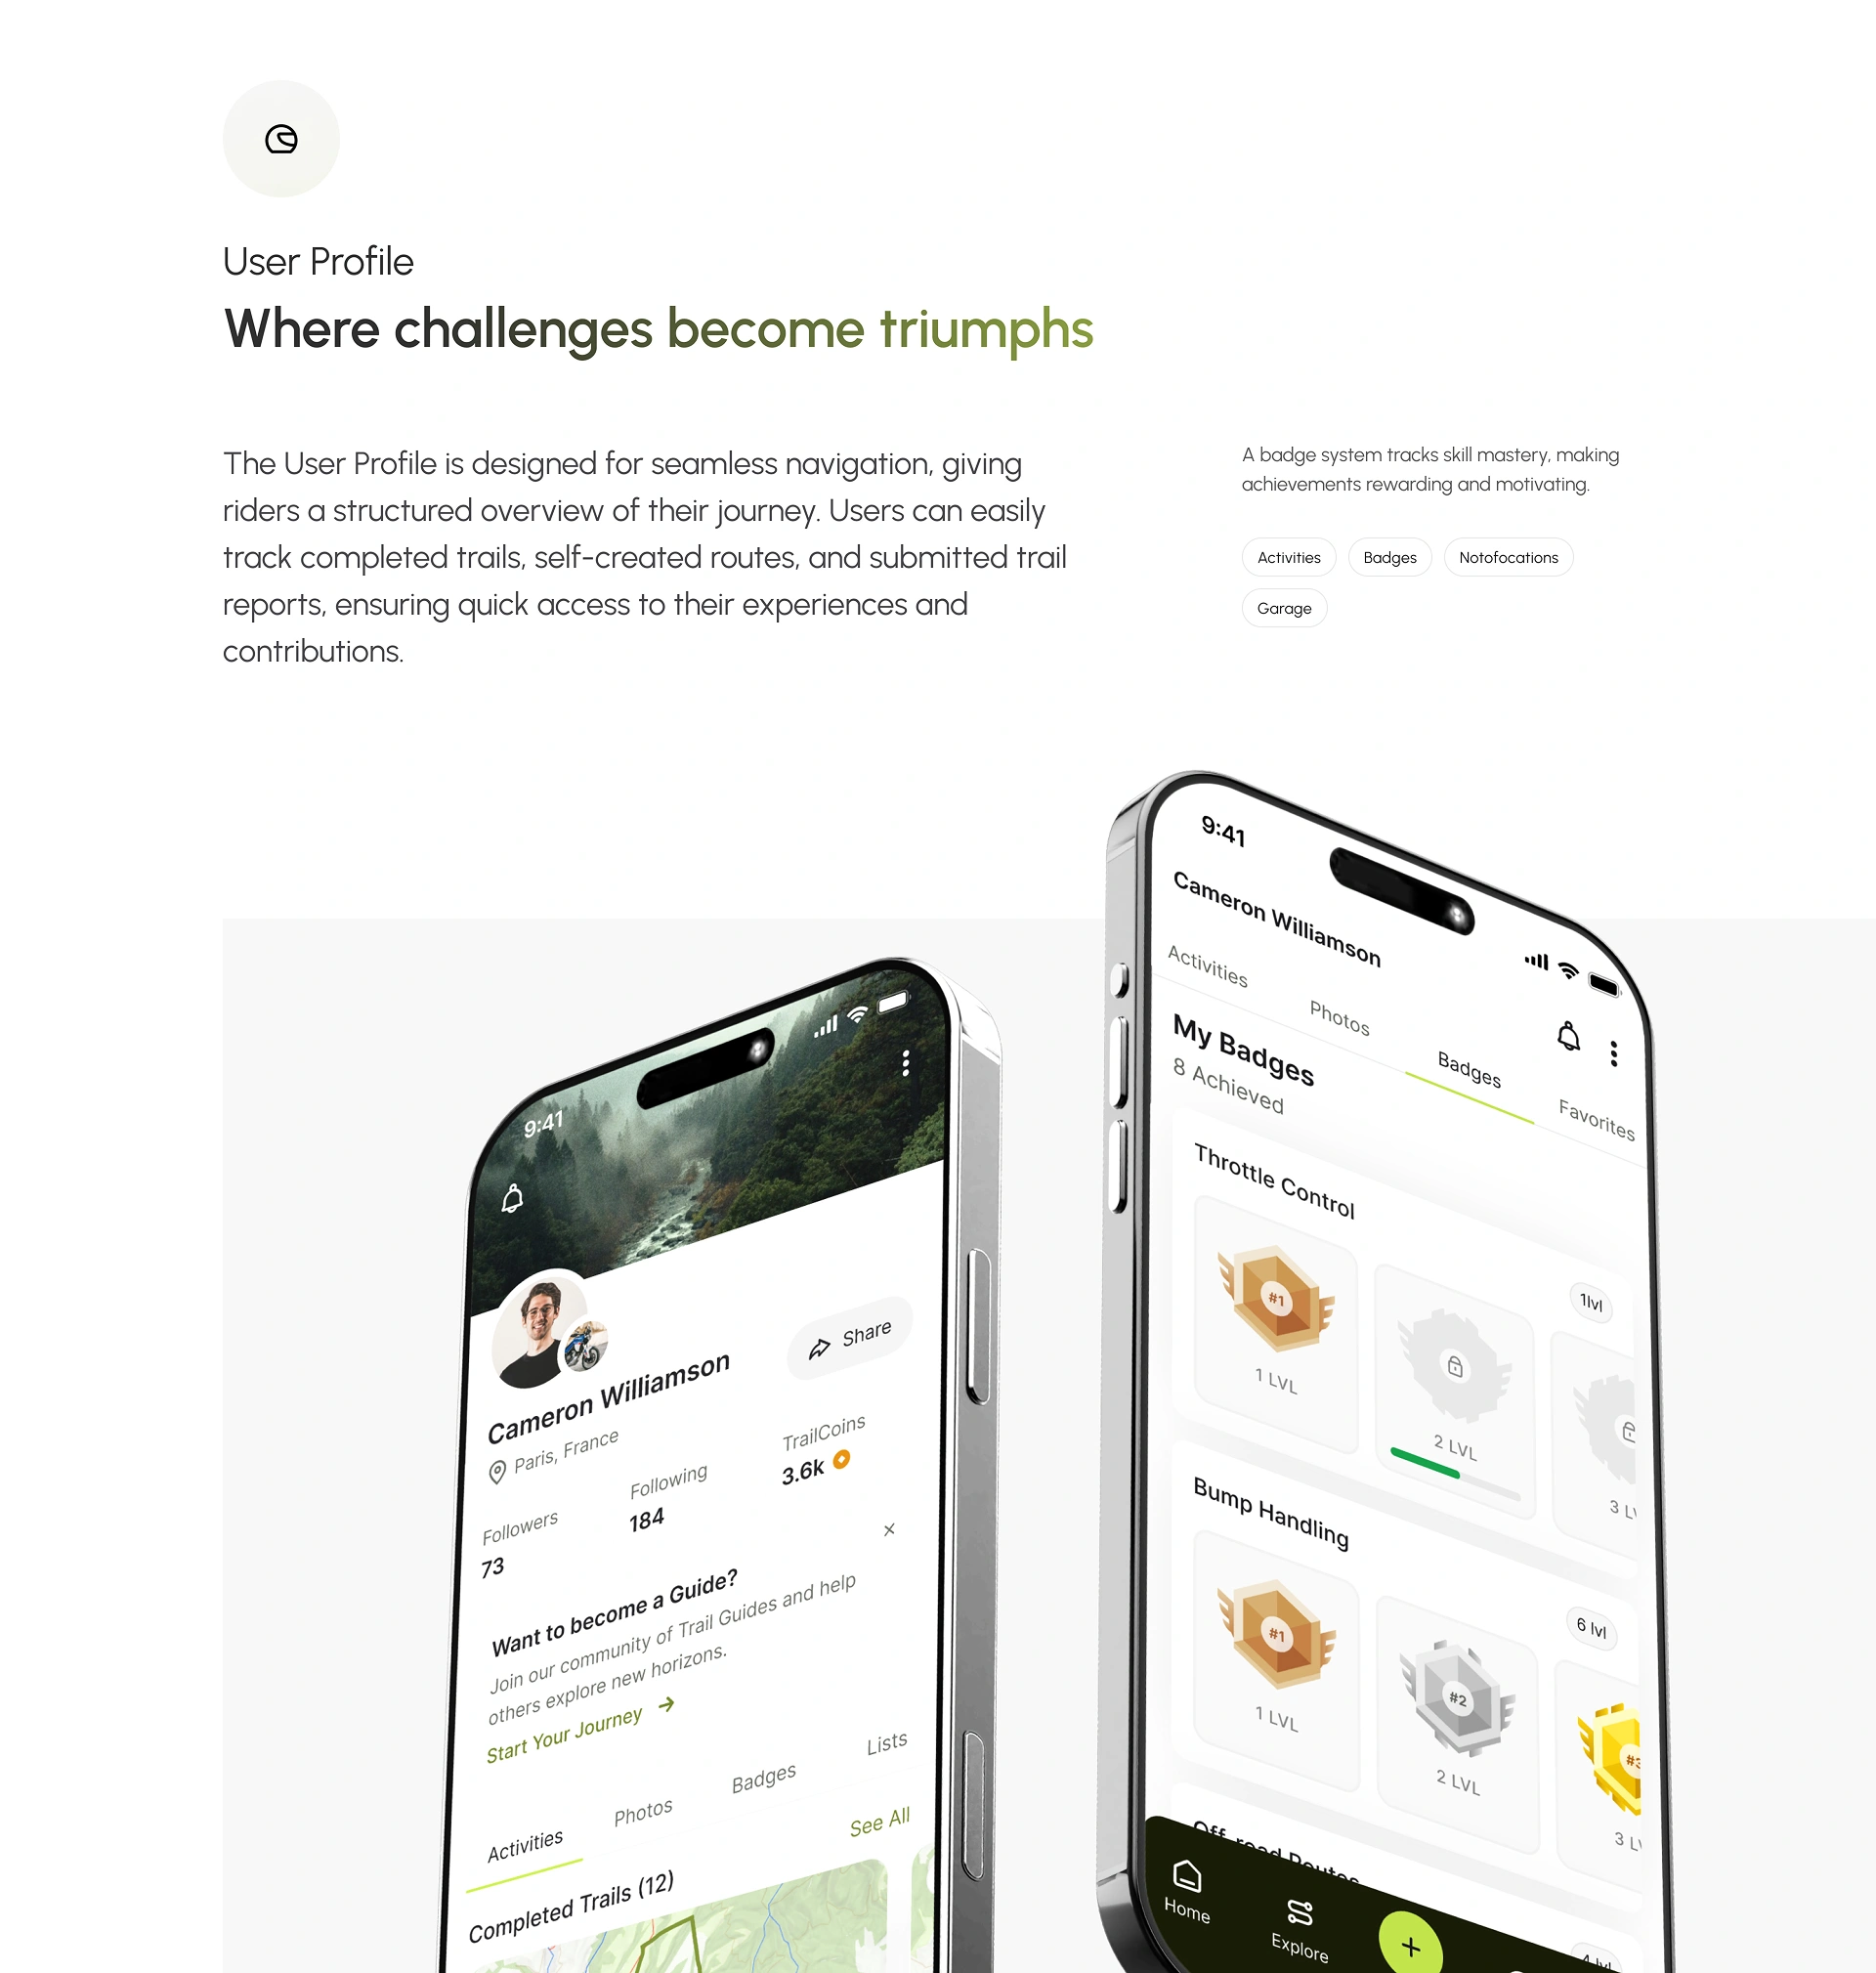 User Profile
Where challenges become triumphs
The User Profile is designed for seamless navigation, giving
riders a structured overview of their journey. Users can easily
track completed trails, self-created routes, and submitted trail
reports, ensuring quick access to their experiences and
contributions.
A badge system tracks skill mastery, making
achievements rewarding and motivating.
Activities
Badges
Notofocations
Garage
9:41
Cameron Williamson
Paris, France
Share
Followers
73
Following
184
TrailCoins
3.6k
Want to become a Guide?
Join our community of Trail Guides and help
others explore new horizons.
Start Your Journey
Activities
Photos
Badges
Lists
Completed Trails (12)
See All
9:41
Cameron Williamson
Activities
Photos
Badges
Favorites
My Badges
8 Achieved
Throttle Control
1lvl
#1
1 LVL
2 LVL
3
Bump Handling
6 lvl
#1
1 LVL
#2
2 LVL
3
Off-road Routes
4 lvl
Home
Explore